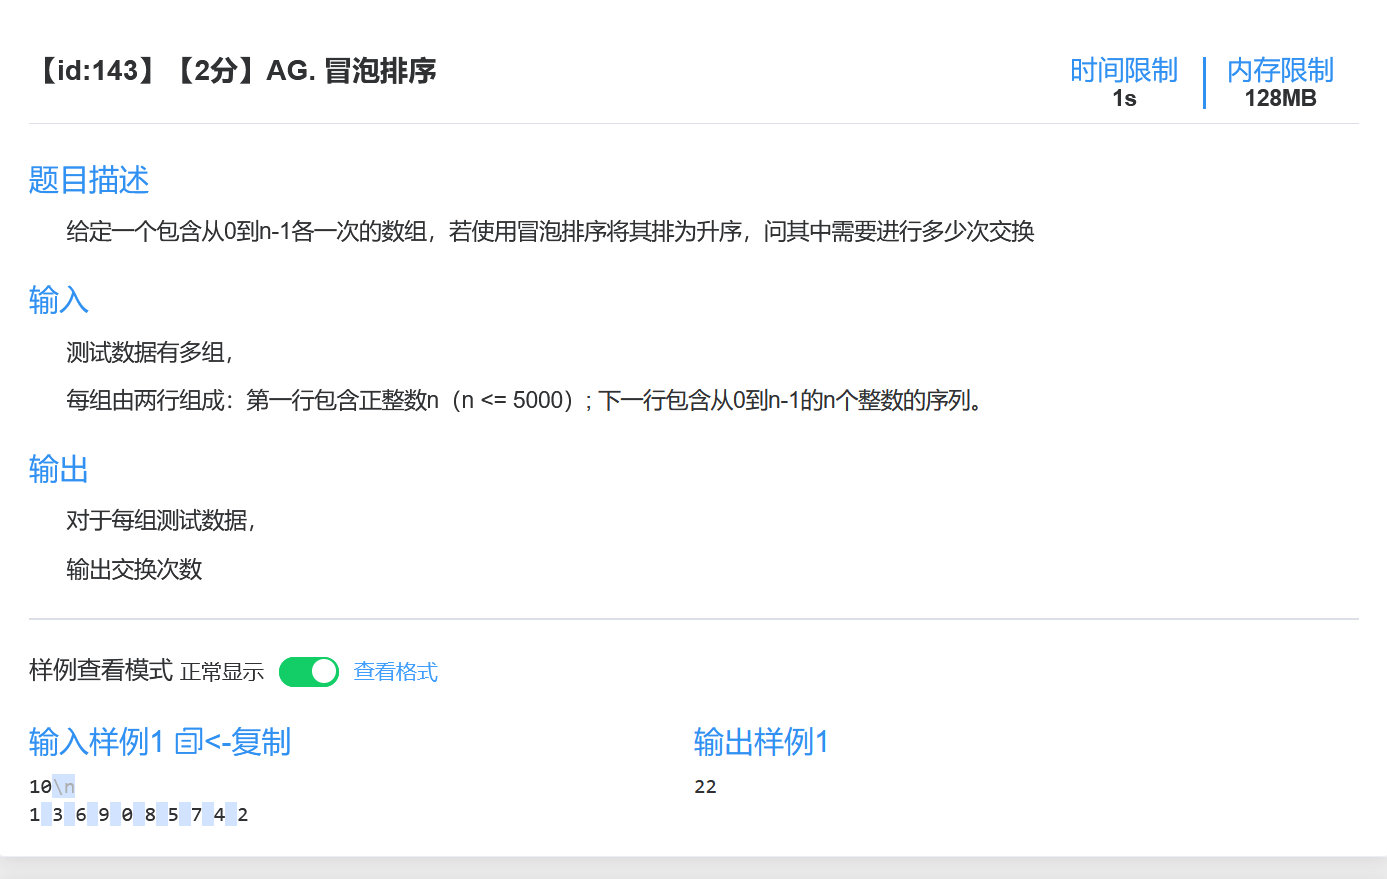 【id:143】【2分】AG. 冒泡排序
时间限制
1s
内存限制
128MB
题目描述
给定一个包含从0到n-1各一次的数组，若使用冒泡排序将其排为升序，问其中需要进行多少次交换
输入
测试数据有多组，
每组由两行组成：第一行包含正整数n（n <= 5000）; 下一行包含从0到n-1的n个整数的序列。
输出
对于每组测试数据，
输出交换次数
样例查看模式 正常显示 查看格式
输入样例1 <-复制
10\n
1 3 6 9 0 8 5 7 4 2
输出样例1
22